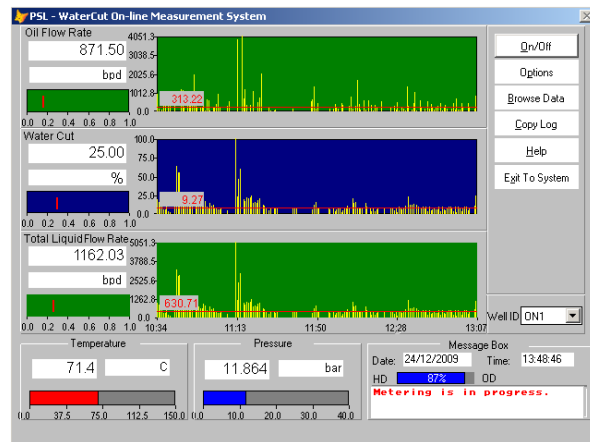 PSL - WaterCut On-line Measurement System
Oil Flow Rate
871.50
bpd
0.0 0.2 0.4 0.6 0.8 1.0
4051.3
3038.5
2025.6
1012.8
0.0
313.22
Water Cut
25.00
%
0.0 0.2 0.4 0.6 0.8 1.0
100.0
75.0
50.0
25.0
0.0
9.27
Total Liquid Flow Rate
1162.03
bpd
0.0 0.2 0.4 0.6 0.8 1.0
5051.3
3788.5
2525.6
1262.8
0.0
630.71
10:34 11:13 11:50 12:28 13:07
On/Off
Options
Browse Data
Copy Log
Help
Exit To System
Well ID ON1
Temperature
71.4 C
0.0 37.5 75.0 112.5 150.0
Pressure
11.864 bar
0.0 10.0 20.0 30.0 40.0
Message Box
Date: 24/12/2009 Time: 13:48:46
HD 87% OD
Metering is in progress.